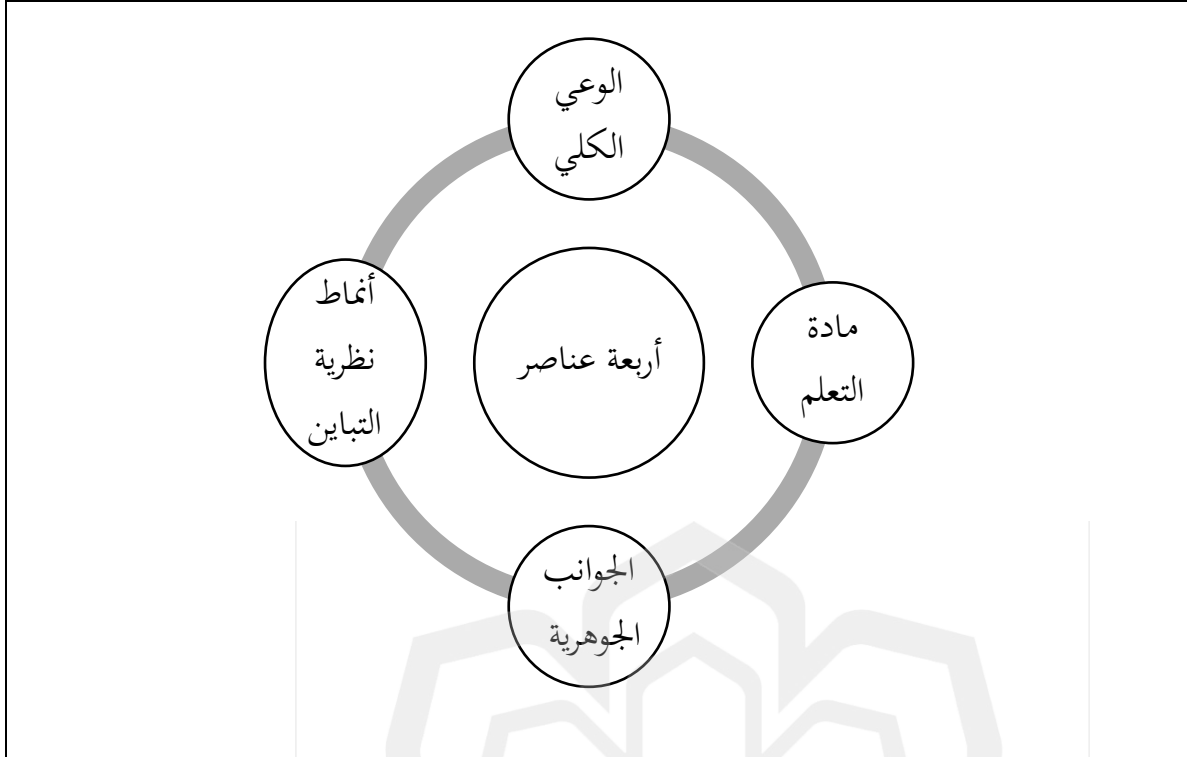 الوعي
الكلي
مادة
التعلم
الجوانب
الجوهرية
أنماط
نظرية
التباين
أربعة عناصر